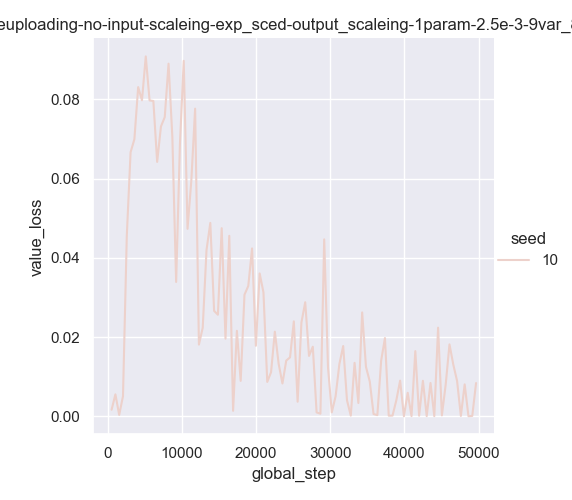 euploading-no-input-scaleing-exp_sced-output_scaleing-1param-2.5e-3-9var_
value_loss
0.08
0.06
0.04
0.02
0.00
0 10000 20000 30000 40000 50000
global_step
seed
10